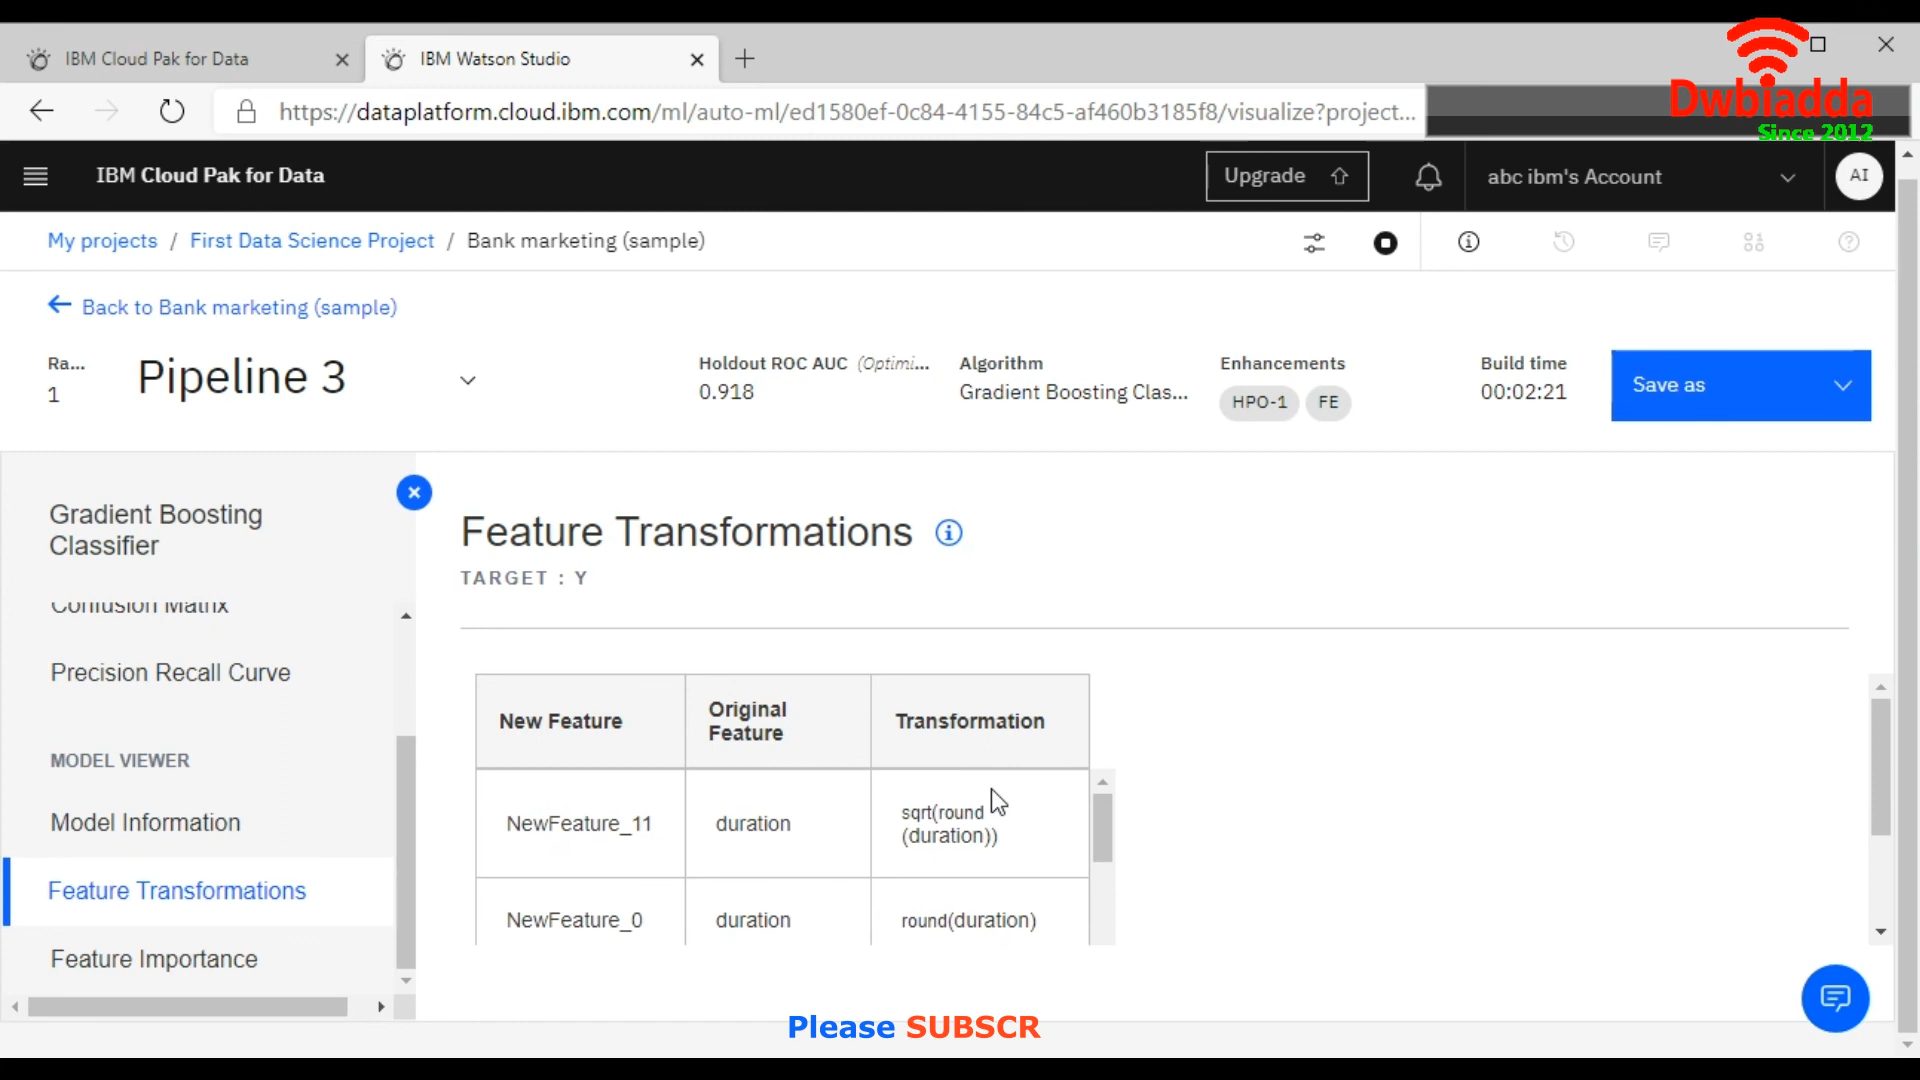 IBM Cloud Pak for Data
IBM Watson Studio
Dwbiadda
Since 2012
https://dataplatform.cloud.ibm.com/ml/auto-ml/ed1580ef-0c84-4155-84c5-af460b3185f8/visualize?project...
IBM Cloud Pak for Data
Upgrade
abc ibm's Account
AI
My projects / First Data Science Project / Bank marketing (sample)
Back to Bank marketing (sample)
Ra...
1
Pipeline 3
Holdout ROC AUC (Optimi...
0.918
Algorithm
Gradient Boosting Clas...
Enhancements
HPO-1 FE
Build time
00:02:21
Save as
Gradient Boosting
Classifier
Confusion Matrix
Precision Recall Curve
MODEL VIEWER
Model Information
Feature Transformations
Feature Importance
Feature Transformations
TARGET : Y
New Feature
Original
Feature
Transformation
NewFeature_11
duration
sqrt(round
(duration))
NewFeature_0
duration
round(duration)
Please SUBSCR